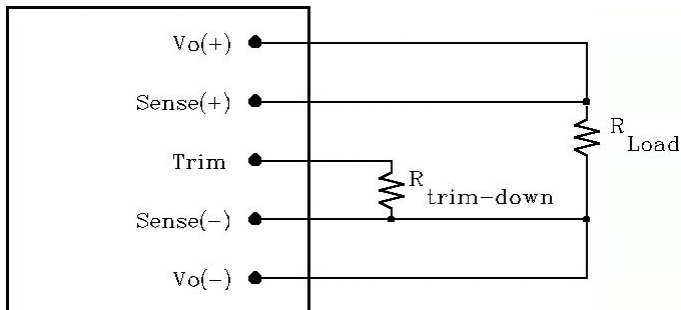 Vo(+)
Sense(+)
R
Load
Trim
R
trim-down
Sense(-)
Vo(-)